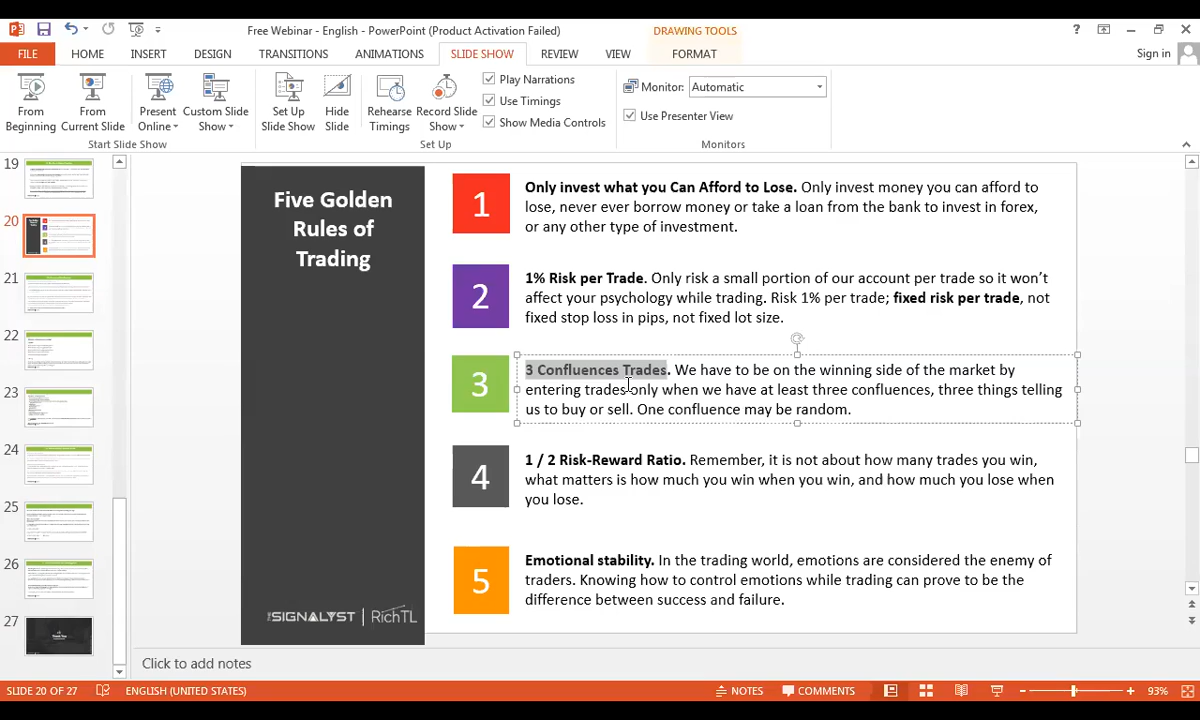 Free Webinar - English - PowerPoint (Product Activation Failed)
DRAWING TOOLS
?
FILE
HOME
INSERT
DESIGN
TRANSITIONS
ANIMATIONS
SLIDE SHOW
REVIEW
VIEW
FORMAT
Sign in
From Beginning
From Current Slide
Present Online
Custom Slide Show
Set Up Slide Show
Hide Slide
Rehearse Timings
Record Slide Show
Play Narrations
Use Timings
Show Media Controls
Monitor: Automatic
Use Presenter View
Start Slide Show
Set Up
Monitors
19
20
21
22
23
24
25
26
27
Five Golden
Rules of
Trading
1
Only invest what you Can Afford to Lose. Only invest money you can afford to
lose, never ever borrow money or take a loan from the bank to invest in forex,
or any other type of investment.
2
1% Risk per Trade. Only risk a small portion of our account per trade so it won't
affect your psychology while trading. Risk 1% per trade; fixed risk per trade, not
fixed stop loss in pips, not fixed lot size.
3
3 Confluences Trades. We have to be on the winning side of the market by
entering trades only when we have at least three confluences, three things telling
us to buy or sell. One confluence may be random.
4
1 / 2 Risk-Reward Ratio. Remember, it is not about how many trades you win,
what matters is how much you win when you win, and how much you lose when
you lose.
5
Emotional stability. In the trading world, emotions are considered the enemy of
traders. Knowing how to control emotions while trading can prove to be the
difference between success and failure.
THE SIGNALYST | RichTL
Click to add notes
SLIDE 20 OF 27
ENGLISH (UNITED STATES)
NOTES
COMMENTS
93%